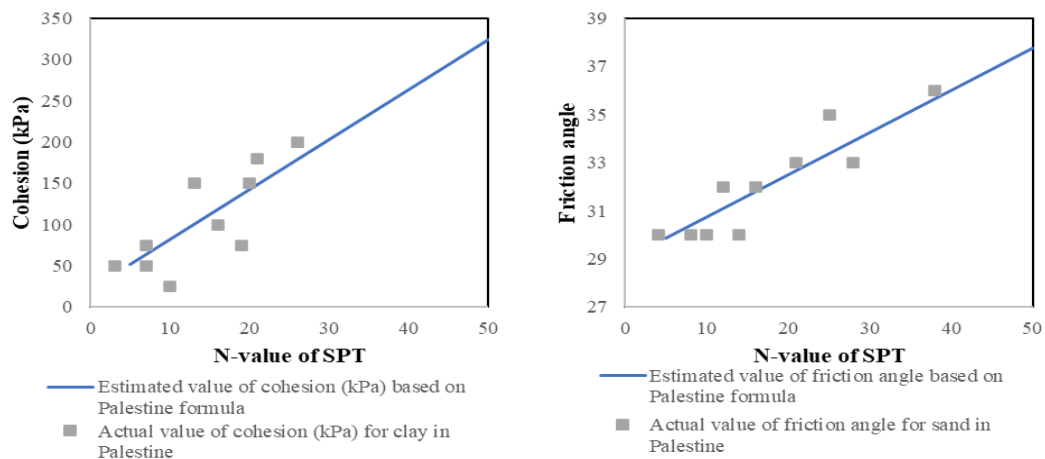 350
300
250
200
150
100
50
0
Cohesion (kPa)
0 10 20 30 40 50
N-value of SPT
Estimated value of cohesion (kPa) based on
Palestine formula
Actual value of cohesion (kPa) for clay in
Palestine
39
37
35
33
31
29
27
Friction angle
0 10 20 30 40 50
N-value of SPT
Estimated value of friction angle based on
Palestine formula
Actual value of friction angle for sand in
Palestine